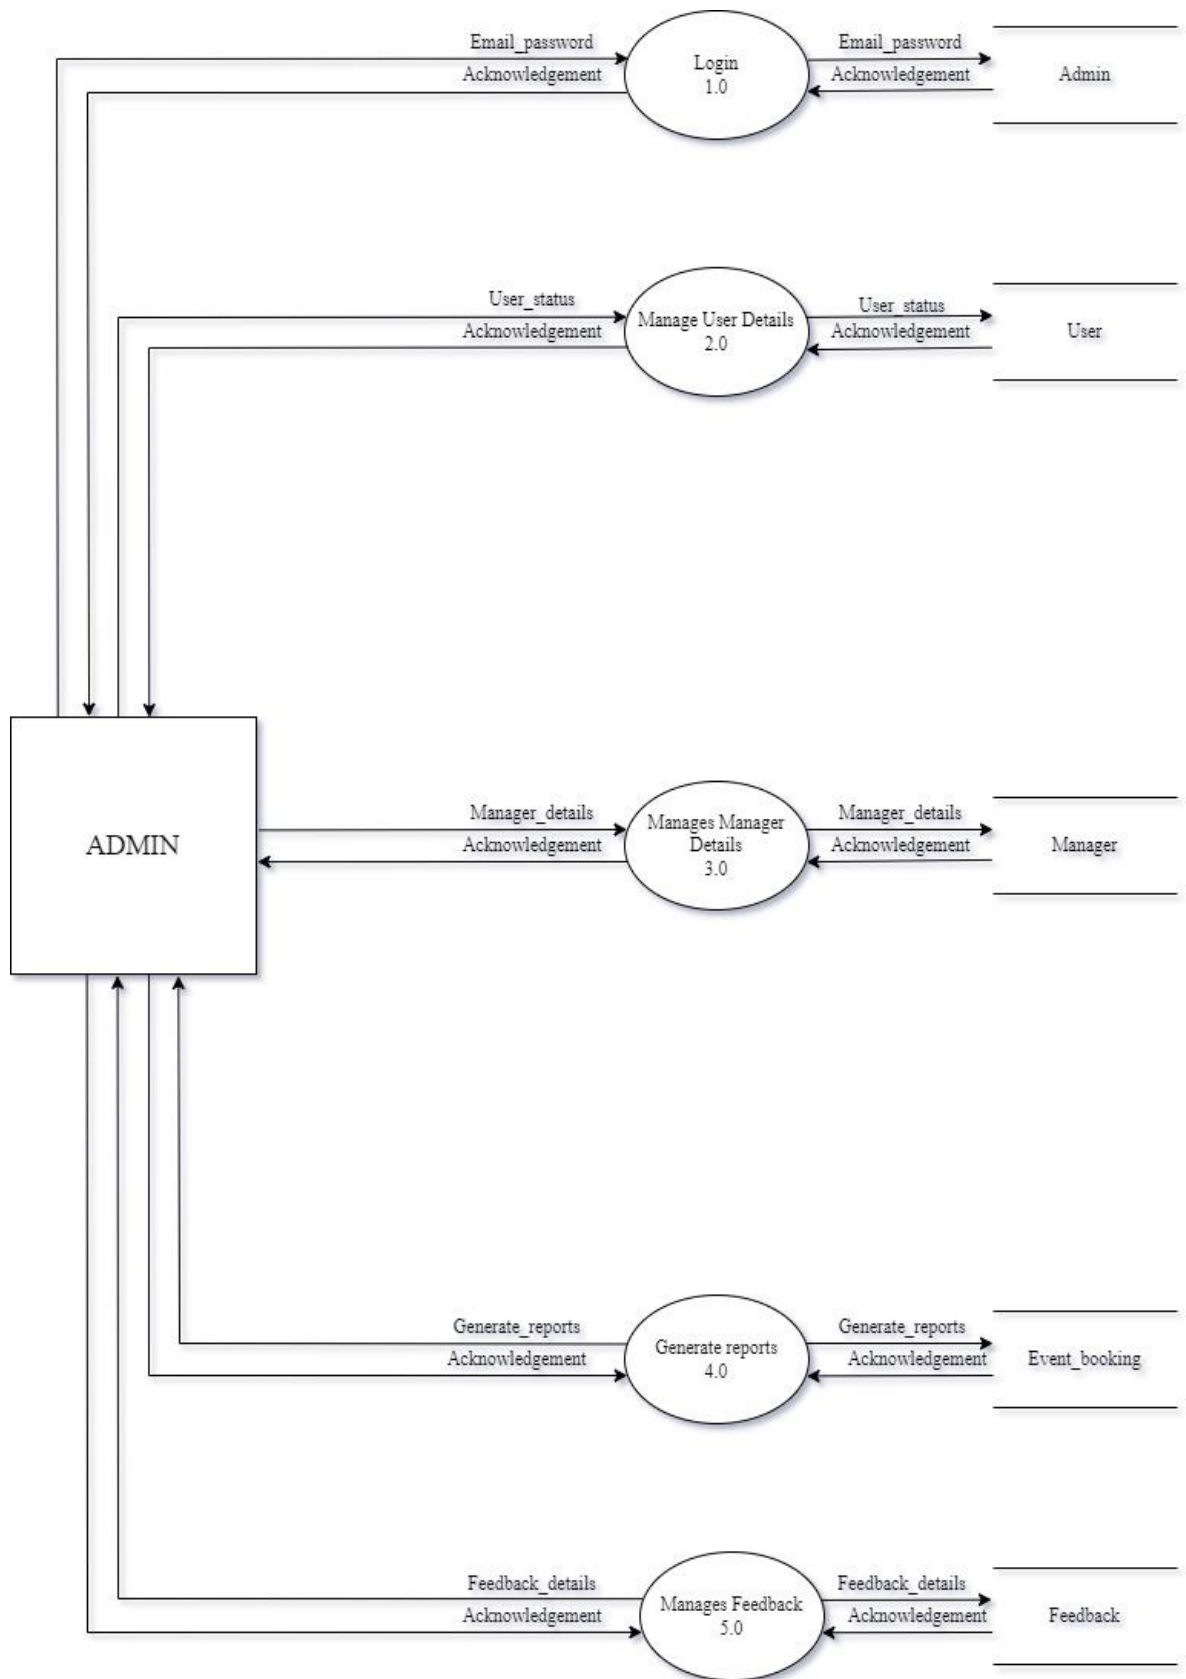 Email_password
Acknowledgement
Login
1.0
Email_password
Acknowledgement
Admin
User_status
Acknowledgement
Manage User Details
2.0
User_status
Acknowledgement
User
ADMIN
Manager_details
Acknowledgement
Manages Manager
Details
3.0
Manager_details
Acknowledgement
Manager
Generate_reports
Acknowledgement
Generate reports
4.0
Generate_reports
Acknowledgement
Event_booking
Feedback_details
Acknowledgement
Manages Feedback
5.0
Feedback_details
Acknowledgement
Feedback